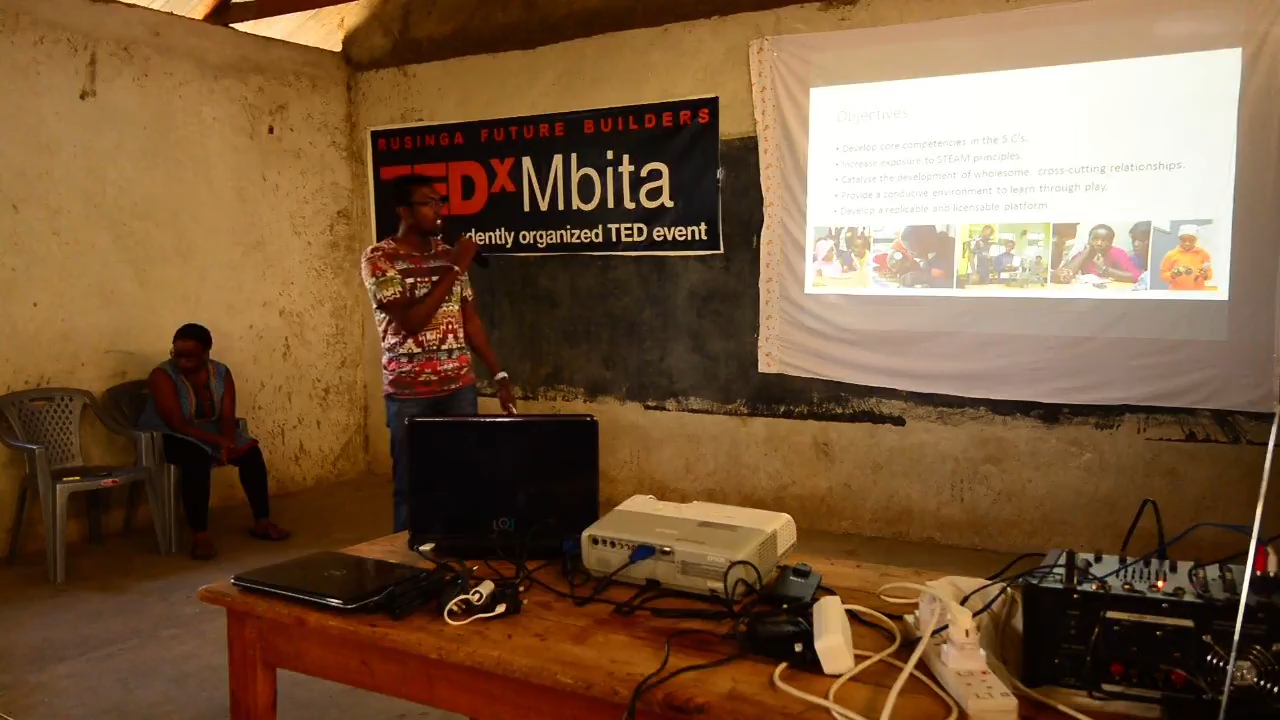 RUSINGA FUTURE BUILDERS
TEDx Mbita
dently organized TED event
Objectives
• Develop core competencies in the 5 C's.
• Increase exposure to STEAM principles.
• Catalyse the development of wholesome, cross-cutting relationships.
• Provide a conducive environment to learn through play.
• Develop a replicable and licensable platform
EPSON